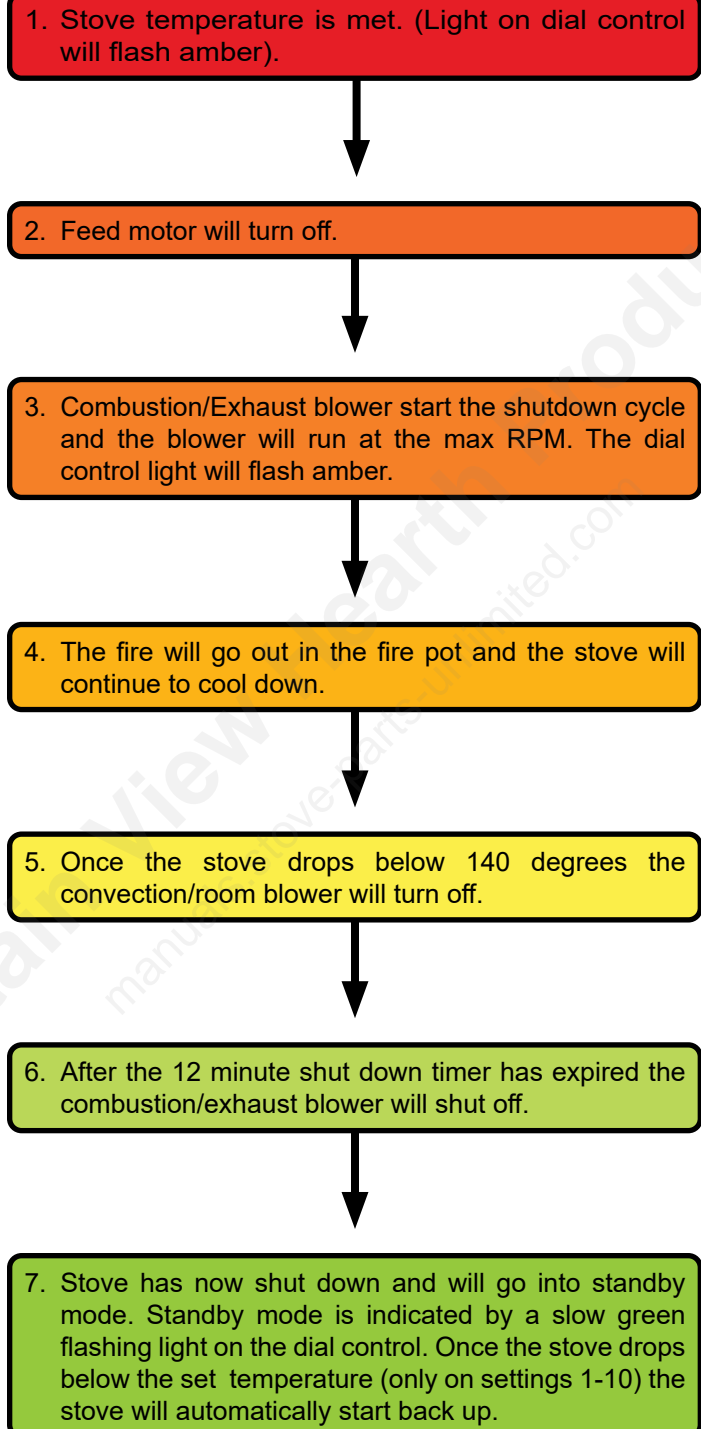 1. Stove temperature is met. (Light on dial control
will flash amber).
2. Feed motor will turn off.
3. Combustion/Exhaust blower start the shutdown cycle
and the blower will run at the max RPM. The dial
control light will flash amber.
4. The fire will go out in the fire pot and the stove will
continue to cool down.
5. Once the stove drops below 140 degrees the
convection/room blower will turn off.
6. After the 12 minute shut down timer has expired the
combustion/exhaust blower will shut off.
7. Stove has now shut down and will go into standby
mode. Standby mode is indicated by a slow green
flashing light on the dial control. Once the stove drops
below the set temperature (only on settings 1-10) the
stove will automatically start back up.
View Hearth
manuals.stove-parts-unlimited.com